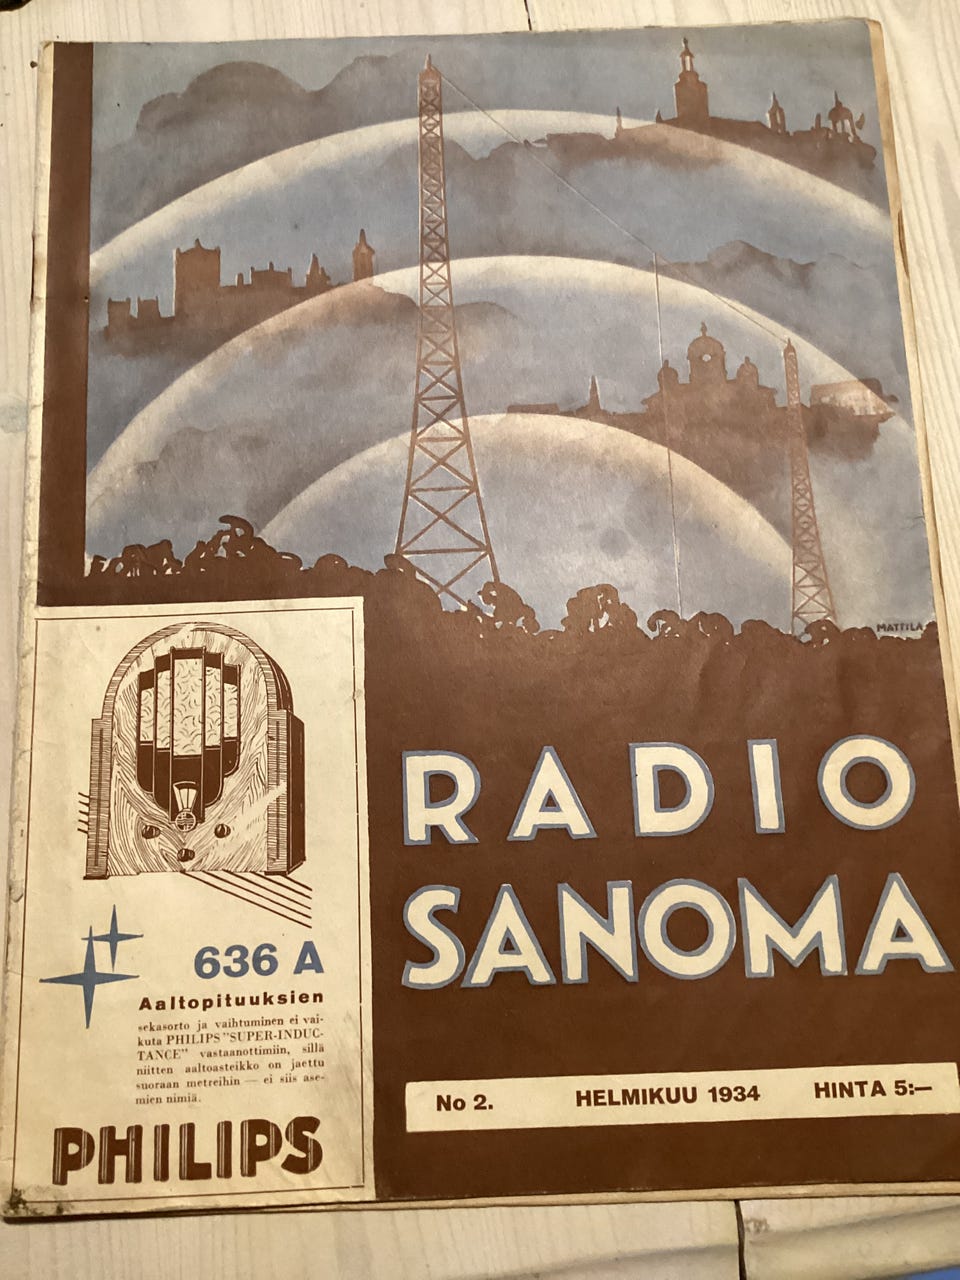 MATTILA
RADIO
SANOMA
No 2. HELMIKUU 1934 HINTA 5:—
636 A
Aaltopituuksien
sekasorto ja vaihtuminen ei vai-
kuta PHILIPS "SUPER-INDUC-
TANCE" vastaanottimiin, sillä
niitten aaltoasteikko on jaettu
suoraan metreihin — ei siis ase-
mien nimiä.
PHILIPS